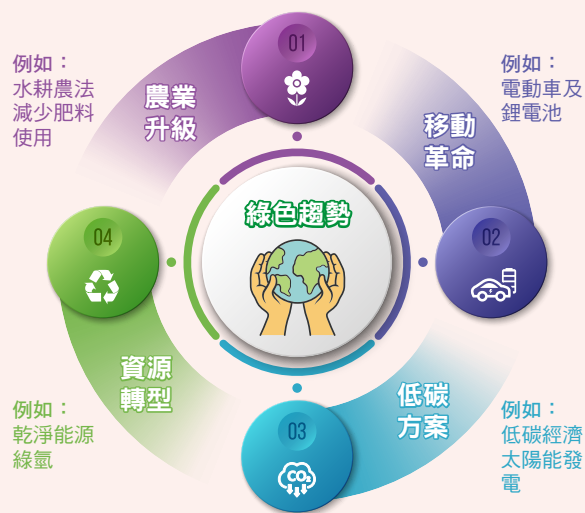 綠色趨勢
01
農業
升級
例如：
水耕農法
減少肥料
使用
02
移動
革命
例如：
電動車及
鋰電池
03
CO2
低碳
方案
例如：
低碳經濟
太陽能發
電
04
資源
轉型
例如：
乾淨能源
綠氫